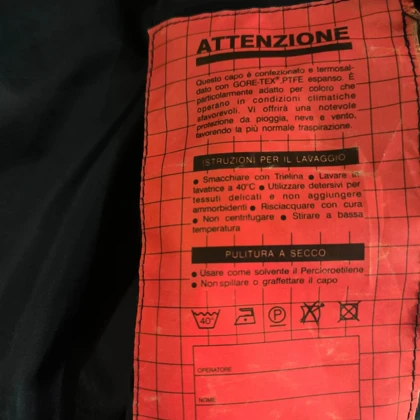 ATTENZIONE
Questo capo è confezionato e termosal-
dato con GORE-TEX® PTFE espanso. È
particolarmente adatto per coloro che
operano in condizioni climatiche
sfavorevoli. Vi offrirà una notevole
protezione da pioggia, neve e vento,
favorendo la più normale traspirazione.
ISTRUZIONI PER IL LAVAGGIO
● Smacchiare con Trielina ● Lavare in
lavatrice a 40°C ● Utilizzare detersivi per
tessuti delicati e non aggiungere
ammorbidenti ● Risciacquare con cura
● Non centrifugare ● Stirare a bassa
temperatura
PULITURA A SECCO
● Usare come solvente il Percloroetilene
● Non spillare o graffettare il capo
40° P
OPERATORE
NOME